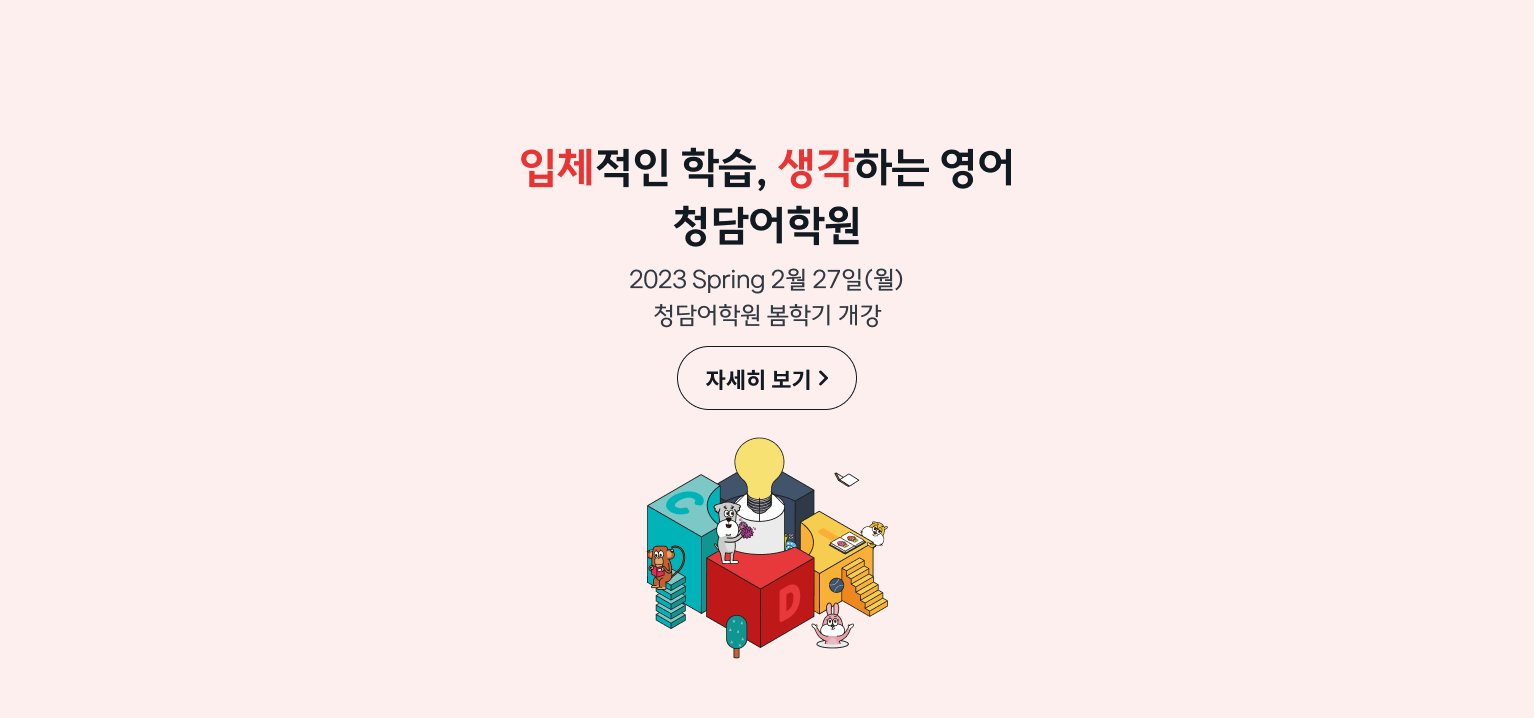 입체적인 학습, 생각하는 영어
청담어학원
2023 Spring 2월 27일(월)
청담어학원 봄학기 개강
자세히 보기
C
D